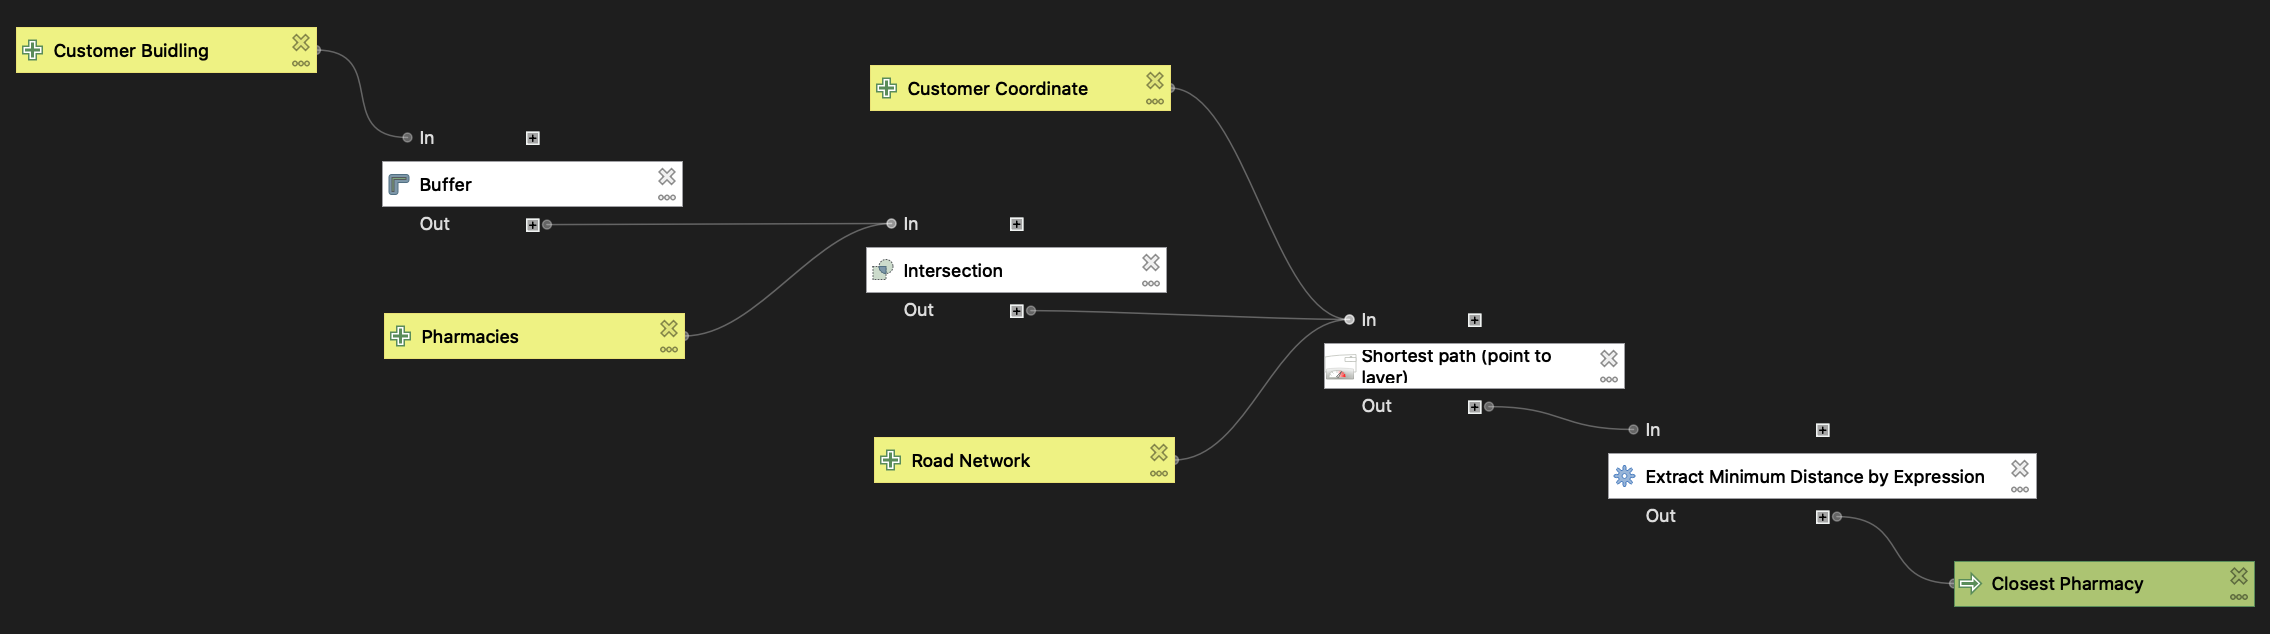 Customer Buidling
Customer Coordinate
In
Buffer
Out
In
Intersection
Out
Pharmacies
In
Shortest path (point to
layer)
Out
Road Network
In
Extract Minimum Distance by Expression
Out
Closest Pharmacy